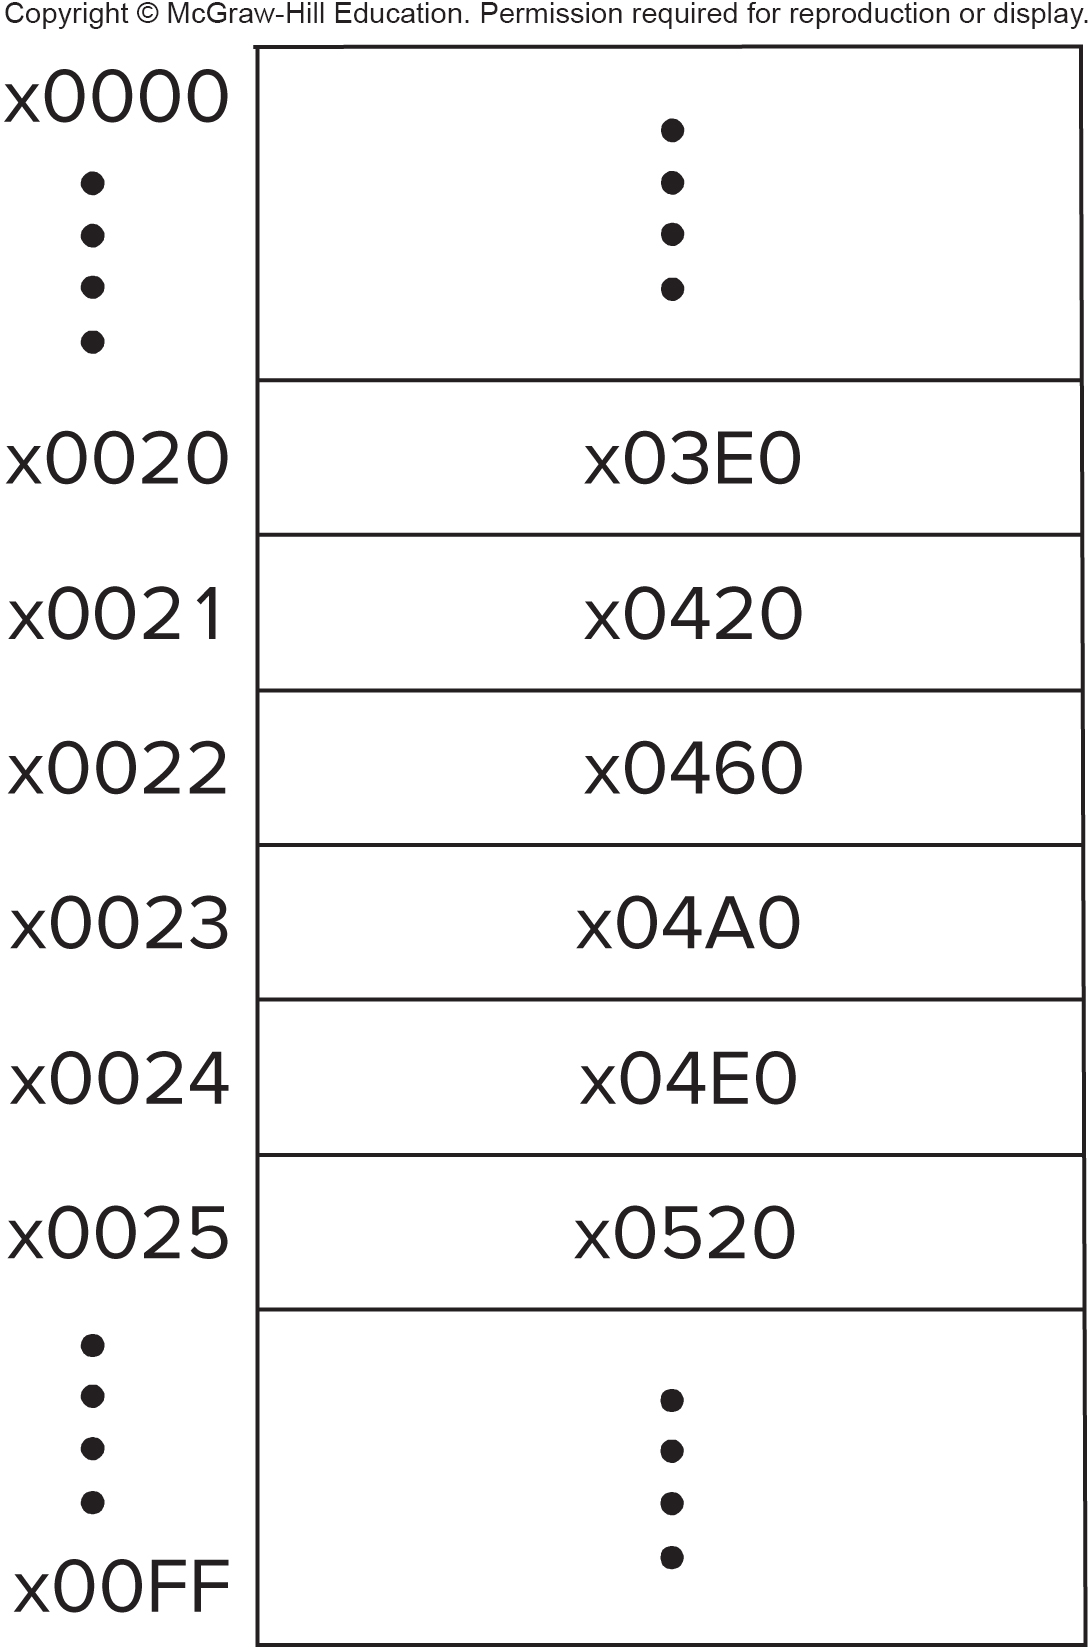 Copyright © McGraw-Hill Education. Permission required for reproduction or display.
x0000
x0020 x03E0
x0021 x0420
x0022 x0460
x0023 x04A0
x0024 x04E0
x0025 x0520
x00FF